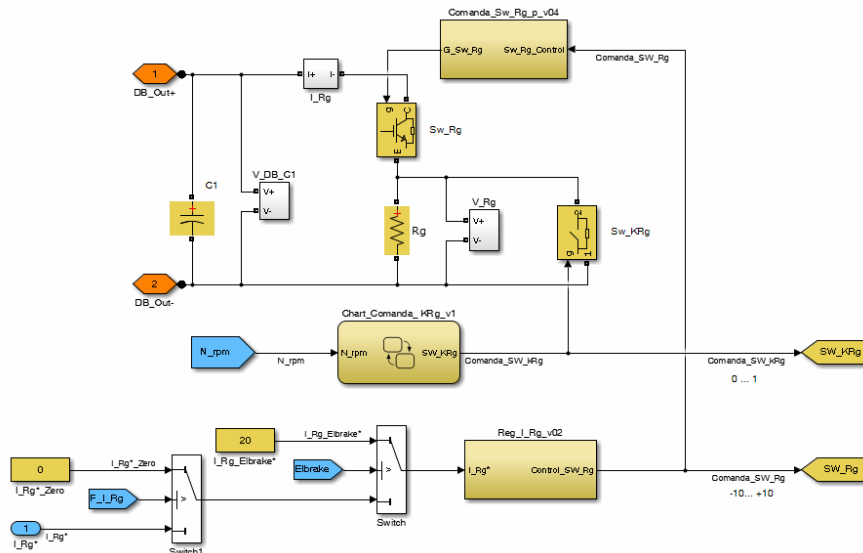 Comanda_Sw_Rg_p_v04
G_Sw_Rg
Sw_Rg_Control
Comanda_SW_Rg
1
DB_Out+
I+
I-
I_Rg
g
C
E
Sw_Rg
C1
V_DB_C1
V+
V-
Rg
V_Rg
V+
V-
2
g
1
Sw_KRg
2
DB_Out-
Chart_Comanda_ KRg_v1
N_rpm
N_rpm
N_rpm
SW_KRg
Comanda_SW_kRg
Comanda_SW_kRg
0 ... 1
SW_KRg
20
I_Rg_Elbrake*
I_Rg_Elbrake*
Reg_I_Rg_v02
0
I_Rg*_Zero
I_Rg*_Zero
Elbrake
>
I_Rg*
Control_SW_Rg
SW_Rg
Comanda_SW_Rg
-10... +10
F_I_Rg
>
Switch
1
I_Rg*
I_Rg*
Switch1